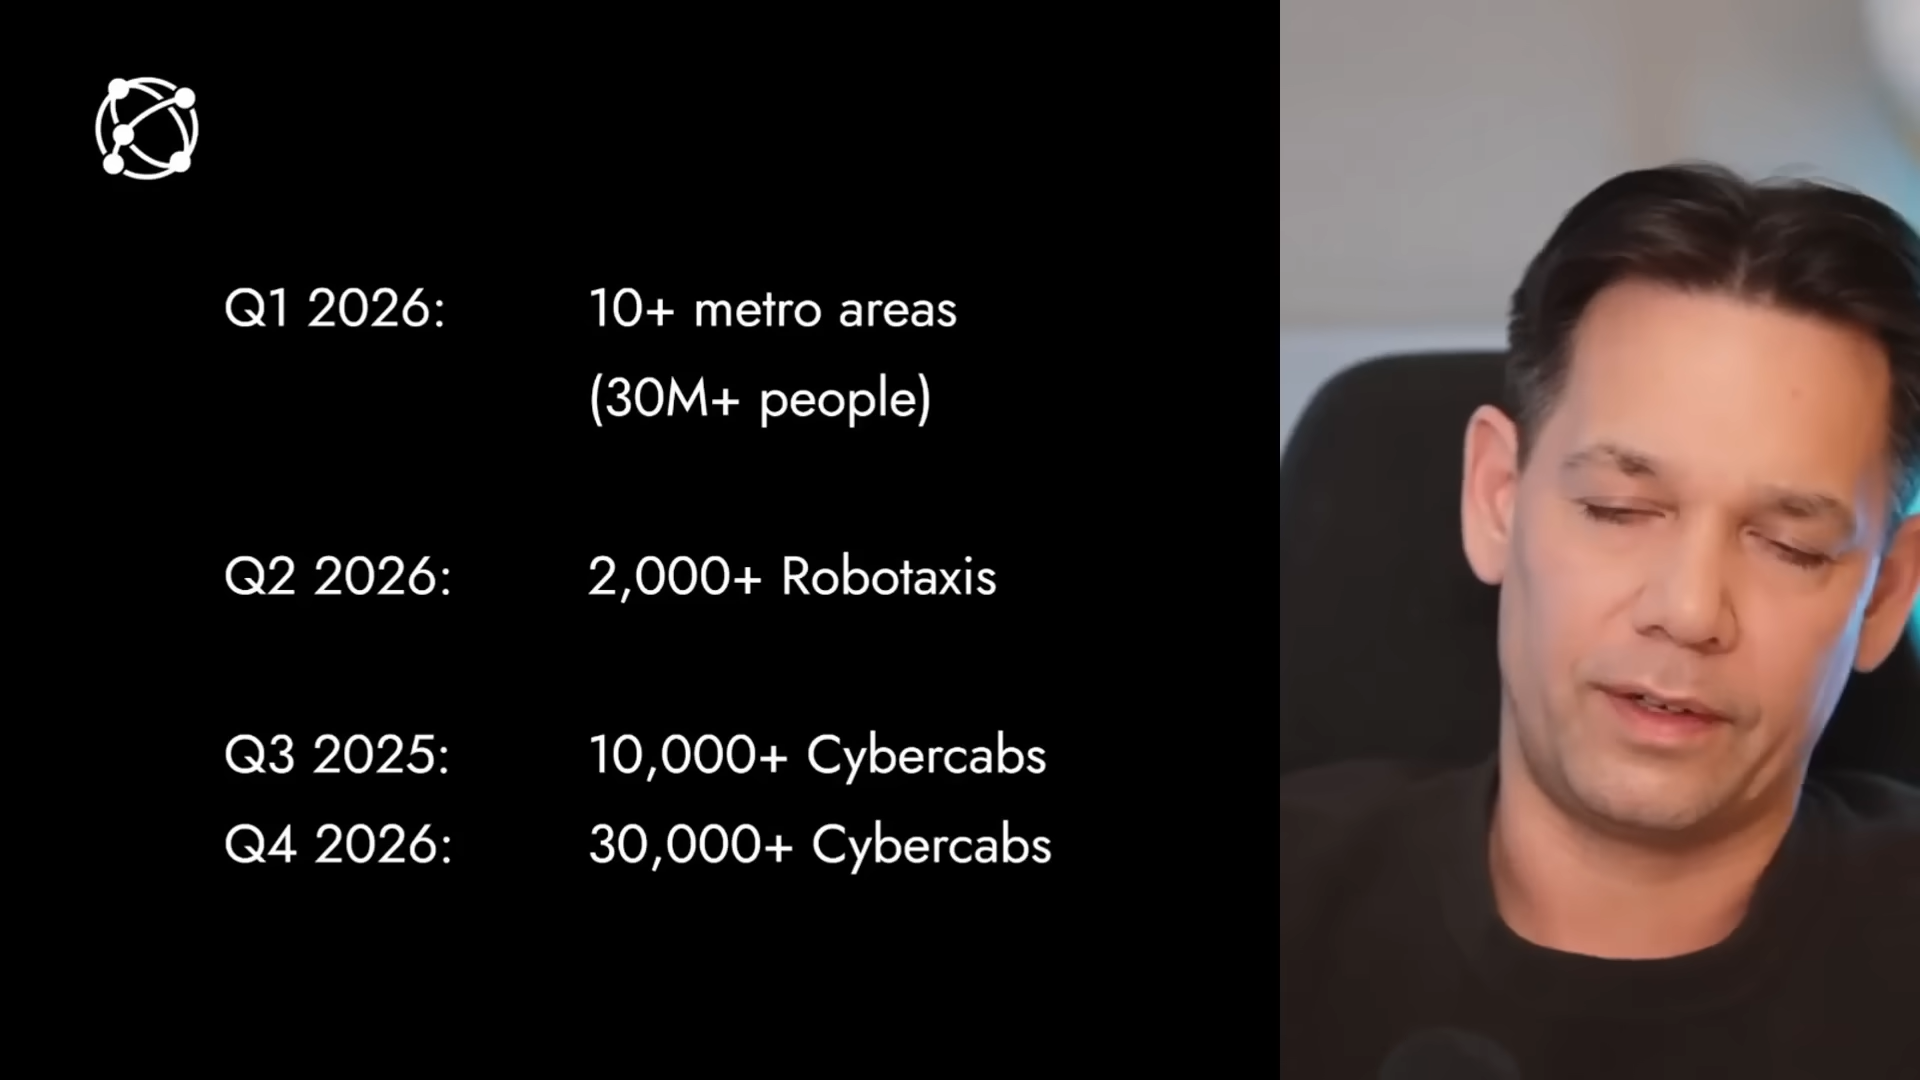 Q1 2026: 10+ metro areas
(30M+ people)
Q2 2026: 2,000+ Robotaxis
Q3 2025: 10,000+ Cybercabs
Q4 2026: 30,000+ Cybercabs